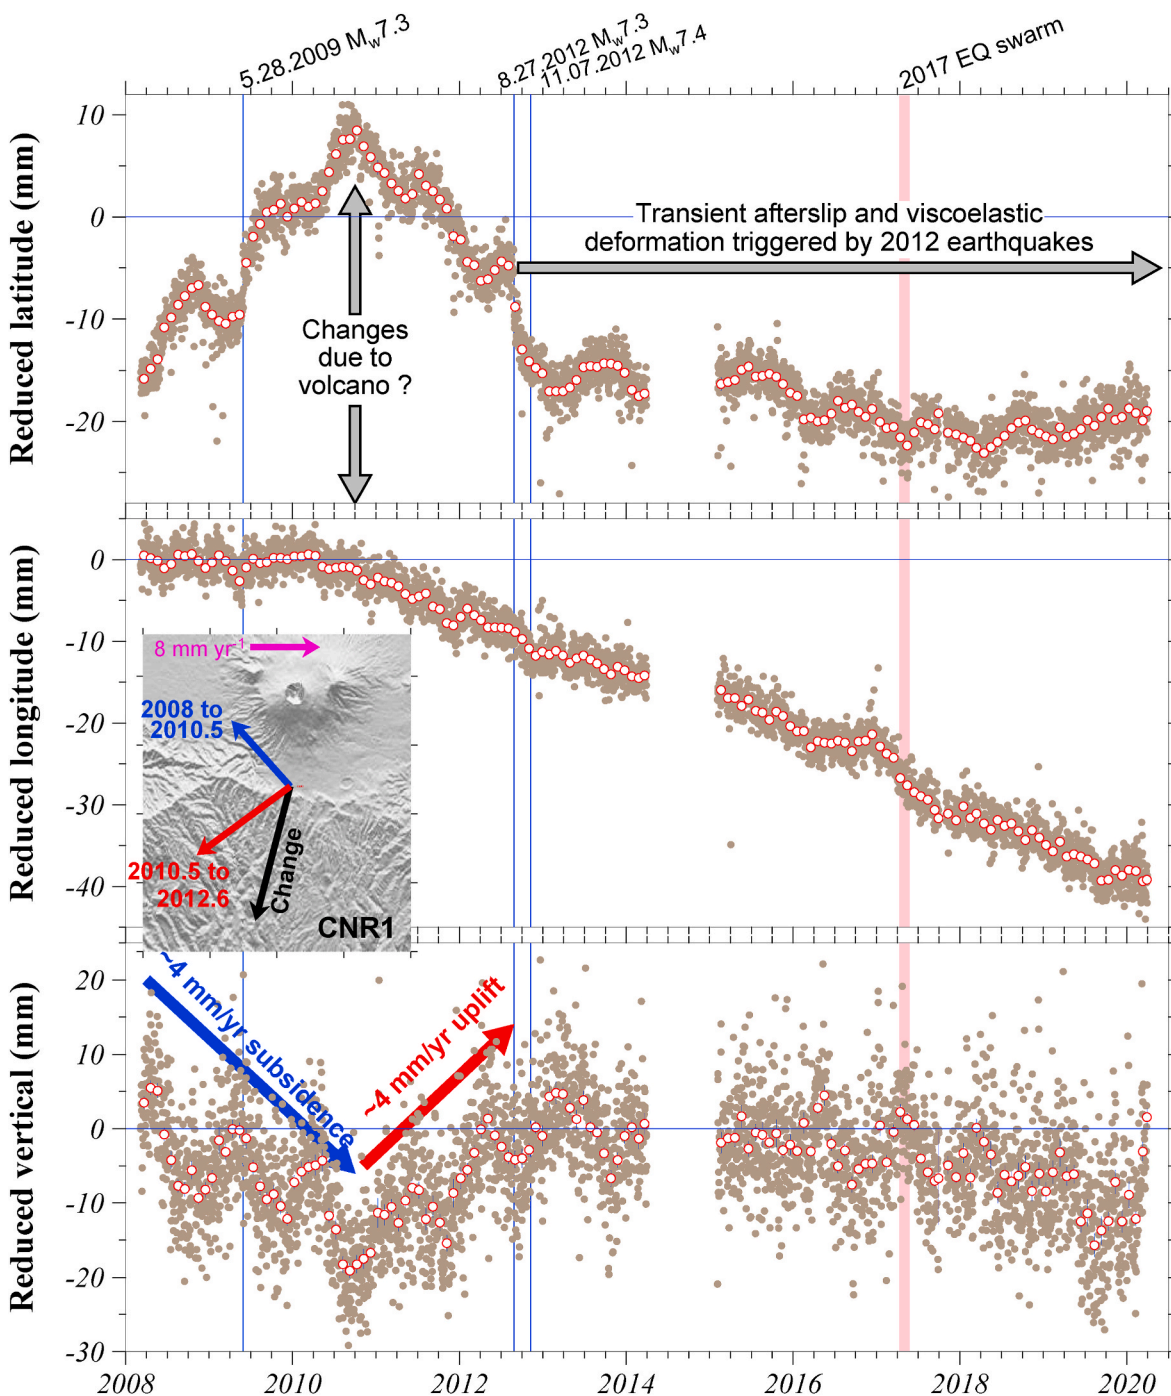 5.28.2009 Mw7.3
8.27.2012 Mw7.3
11.07.2012 Mw7.4
2017 EQ swarm
Reduced latitude (mm)
10
0
-10
-20
Changes
due to
volcano ?
Transient afterslip and viscoelastic
deformation triggered by 2012 earthquakes
Reduced longitude (mm)
0
-10
-20
-30
-40
8 mm yr-1
2008 to
2010.5
2010.5 to
2012.6
Change
CNR1
Reduced vertical (mm)
20
10
0
-10
-20
-30
~4 mm/yr subsidence
~4 mm/yr uplift
2008 2010 2012 2014 2016 2018 2020